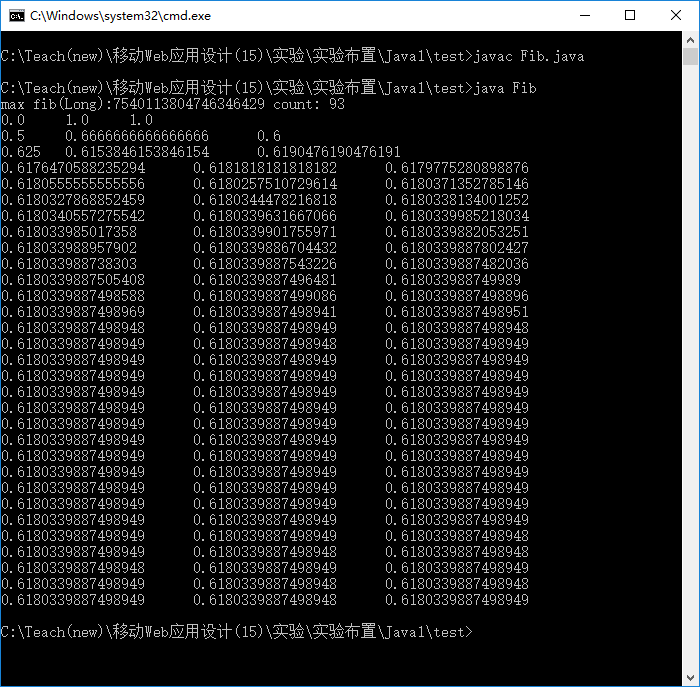 C:\Windows\system32\cmd.exe
C:\Teach(new)\移动Web应用设计(15)\实验\实验布置\Java1\test>javac Fib.java
C:\Teach(new)\移动Web应用设计(15)\实验\实验布置\Java1\test>java Fib
max fib(Long):7540113804746346429 count: 93
0.0 1.0 1.0
0.5 0.6666666666666666 0.6
0.625 0.6153846153846154 0.6190476190476191
0.6176470588235294 0.6181818181818182 0.6179775280898876
0.6180555555555556 0.6180257510729614 0.6180371352785146
0.6180327868852459 0.6180344478216818 0.6180338134001252
0.6180340557275542 0.6180339631667066 0.6180339985218034
0.618033985017358 0.6180339901755971 0.6180339882053251
0.618033988957902 0.6180339886704432 0.6180339887802427
0.618033988738303 0.6180339887543226 0.6180339887482036
0.6180339887505408 0.6180339887496481 0.618033988749989
0.6180339887498588 0.6180339887499086 0.6180339887498896
0.6180339887498969 0.6180339887498941 0.6180339887498951
0.6180339887498948 0.6180339887498949 0.6180339887498948
0.6180339887498949 0.6180339887498948 0.6180339887498949
0.6180339887498949 0.6180339887498949 0.6180339887498949
0.6180339887498949 0.6180339887498949 0.6180339887498949
0.6180339887498949 0.6180339887498949 0.6180339887498949
0.6180339887498949 0.6180339887498949 0.6180339887498949
0.6180339887498949 0.6180339887498949 0.6180339887498949
0.6180339887498949 0.6180339887498949 0.6180339887498949
0.6180339887498949 0.6180339887498949 0.6180339887498949
0.6180339887498949 0.6180339887498949 0.6180339887498949
0.6180339887498949 0.6180339887498949 0.6180339887498949
0.6180339887498949 0.6180339887498949 0.6180339887498949
0.6180339887498949 0.6180339887498949 0.6180339887498948
0.6180339887498949 0.6180339887498948 0.6180339887498948
0.6180339887498948 0.6180339887498949 0.6180339887498949
0.6180339887498949 0.6180339887498948 0.6180339887498948
0.6180339887498949 0.6180339887498948 0.6180339887498949
C:\Teach(new)\移动Web应用设计(15)\实验\实验布置\Java1\test>